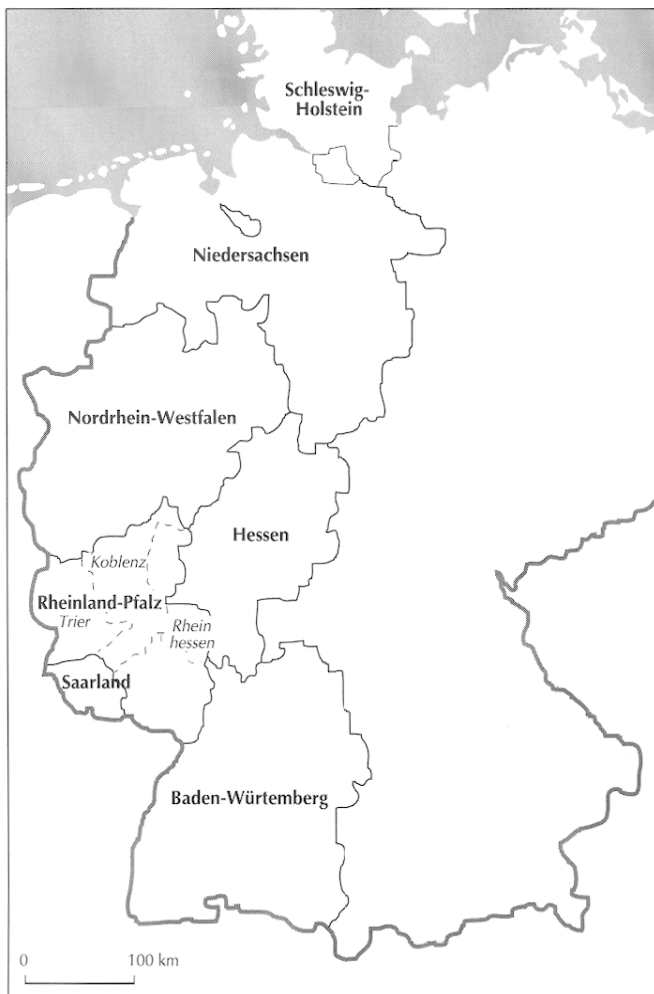 Schleswig-
Holstein
Niedersachsen
Nordrhein-Westfalen
Hessen
Koblenz
Rheinland-Pfalz
Trier
Rhein
hessen
Saarland
Baden-Würtemberg
0
100 km